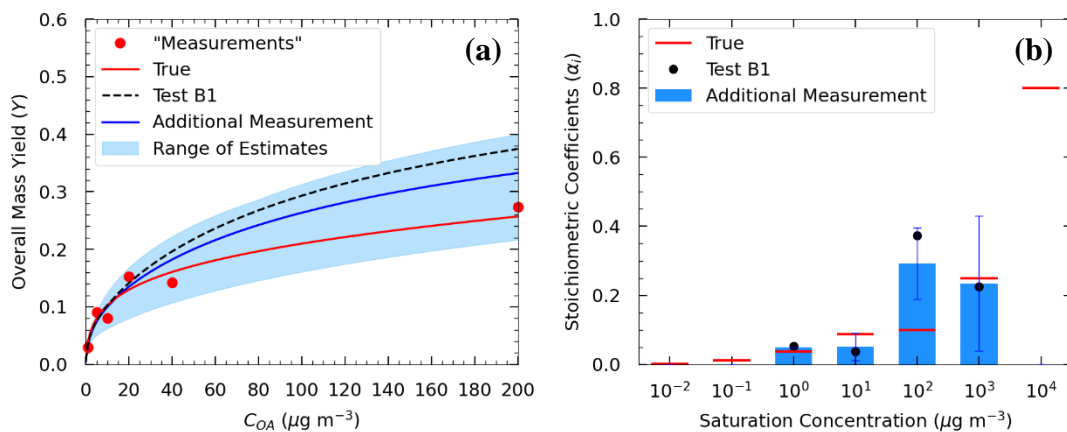 (a)
"Measurements"
True
Test B1
Additional Measurement
Range of Estimates
Overall Mass Yield (Y)
0.6
0.5
0.4
0.3
0.2
0.1
0.0
0 20 40 60 80 100 120 140 160 180 200
C_OA (μg m⁻³)
(b)
True
Test B1
Additional Measurement
Stoichiometric Coefficients (α_i)
1.0
0.8
0.6
0.4
0.2
0.0
10⁻² 10⁻¹ 10⁰ 10¹ 10² 10³ 10⁴
Saturation Concentration (μg m⁻³)